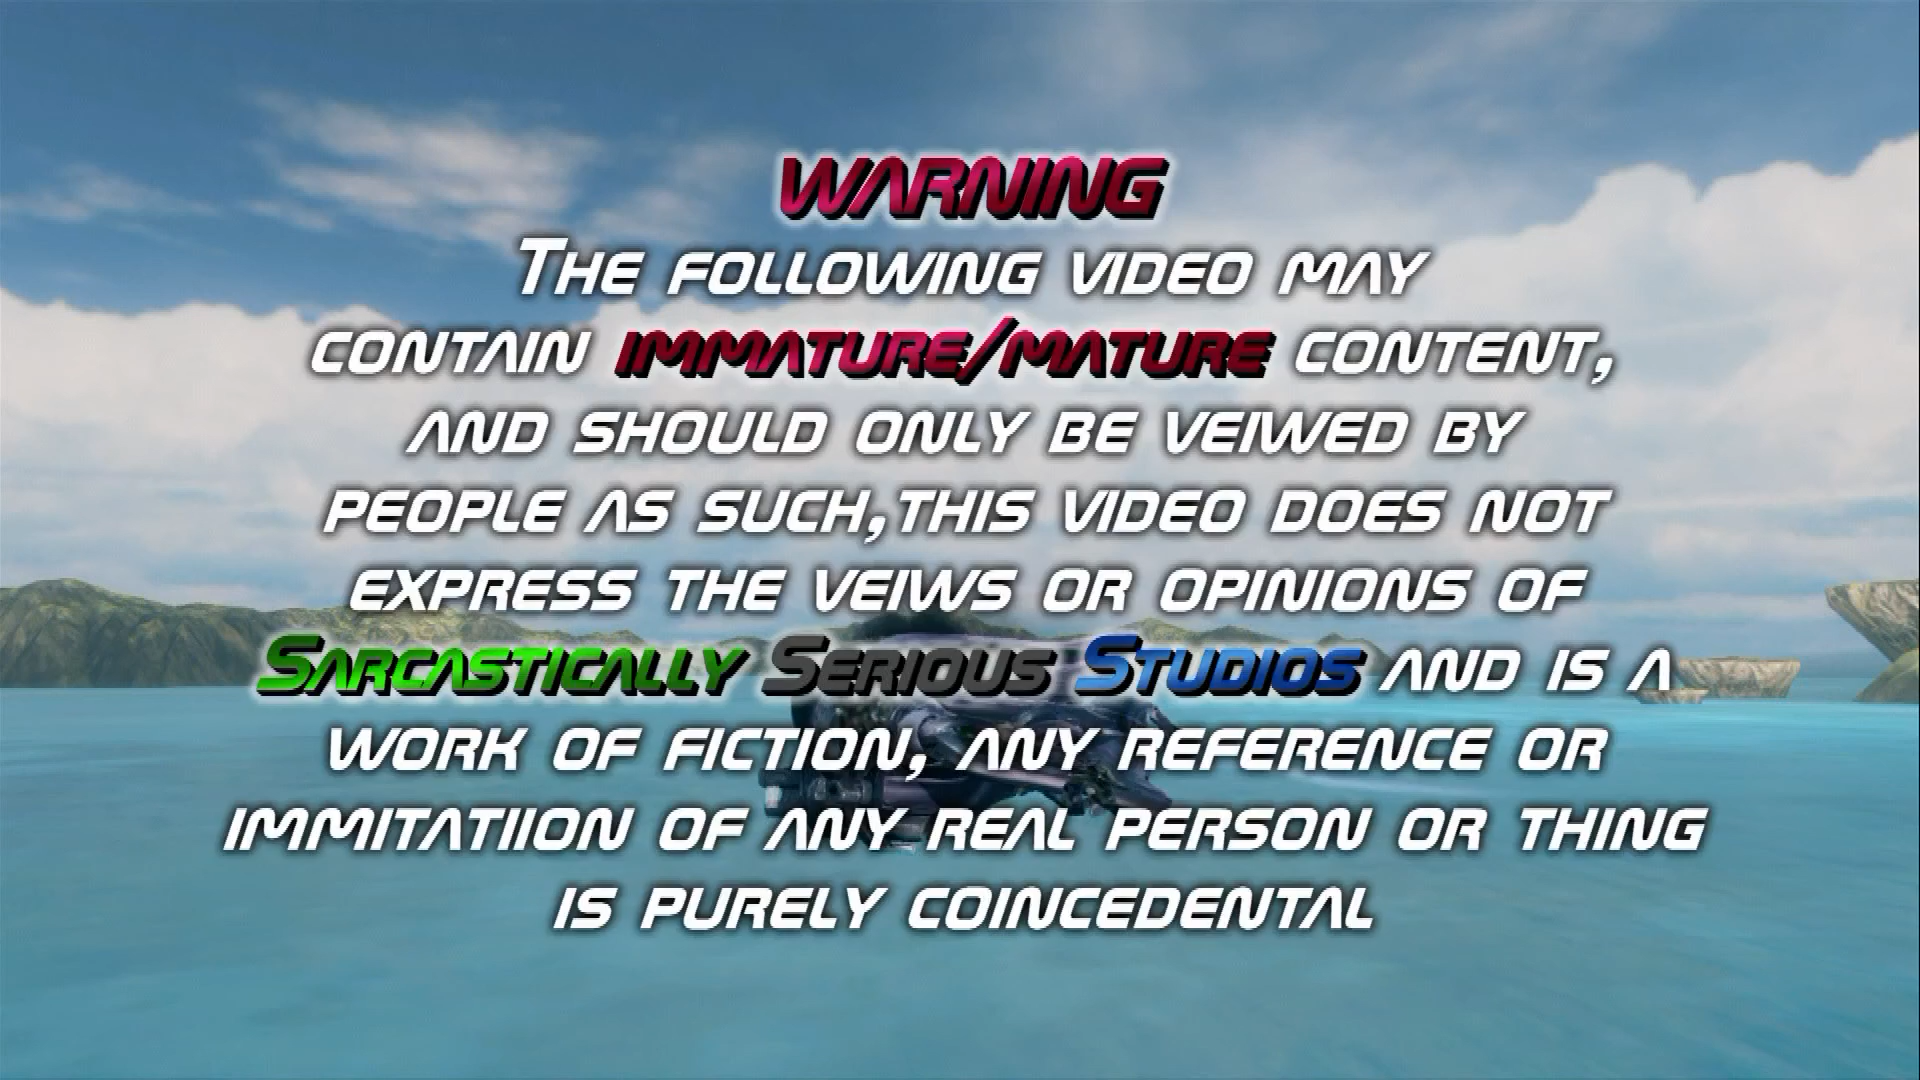 WARNING
THE FOLLOWING VIDEO MAY
CONTAIN IMMATURE/MATURE CONTENT,
AND SHOULD ONLY BE VEIWED BY
PEOPLE AS SUCH,THIS VIDEO DOES NOT
EXPRESS THE VEIWS OR OPINIONS OF
SARCASTICALLY SERIOUS STUDIOS AND IS A
WORK OF FICTION, ANY REFERENCE OR
IMMITATIION OF ANY REAL PERSON OR THING
IS PURELY COINCEDENTAL